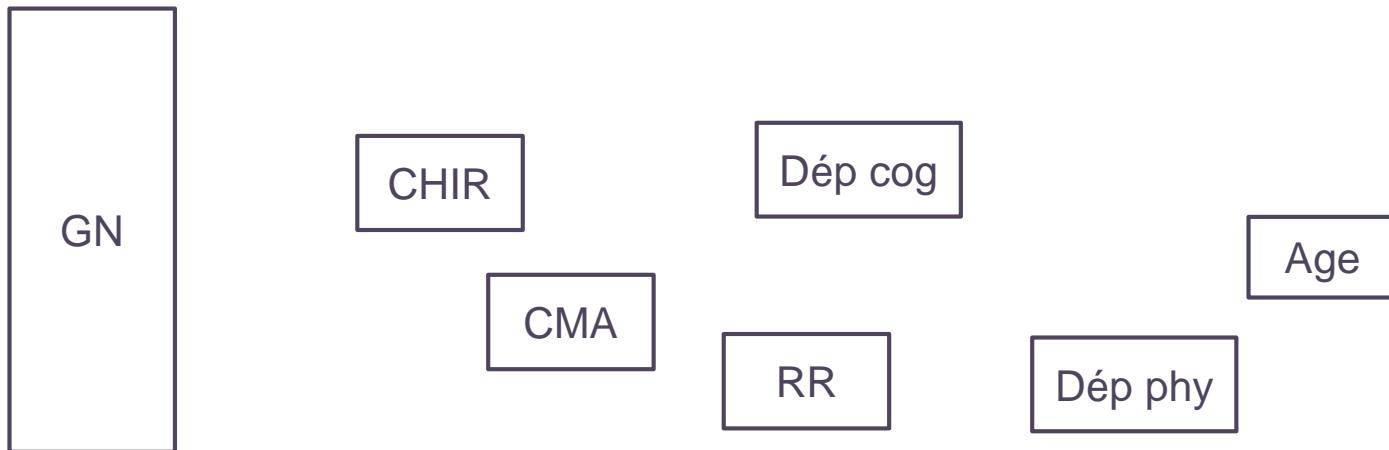 GN
CHIR
CMA
Dép cog
RR
Dép phy
Age